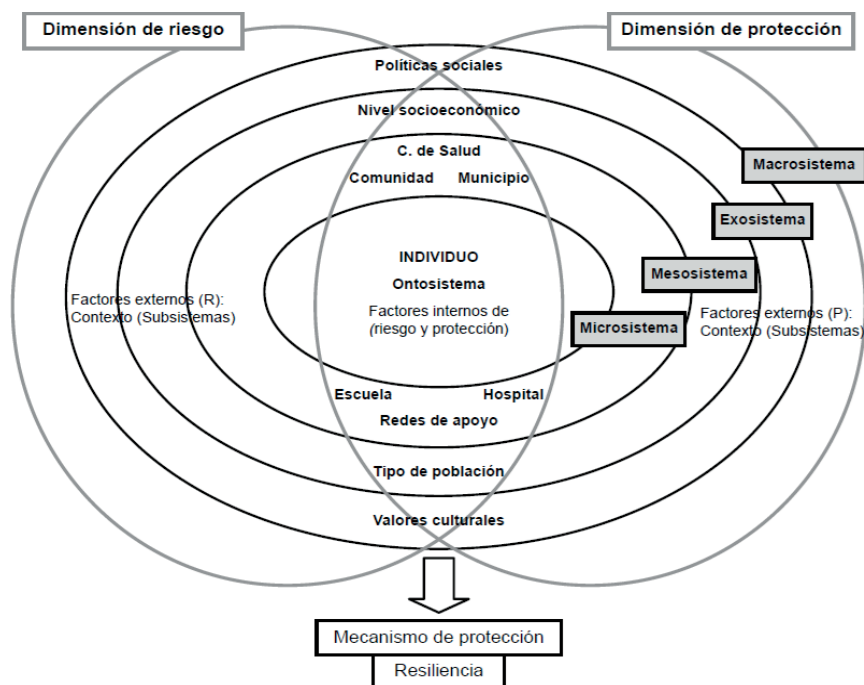 Dimensión de riesgo
Dimensión de protección
Políticas sociales
Nivel socioeconómico
C. de Salud
Comunidad Municipio
Macrosistema
Exosistema
INDIVIDUO
Ontosistema
Mesosistema
Factores externos (R):
Contexto (Subsistemas)
Factores internos de
(riesgo y protección)
Factores externos (P):
Contexto (Subsistemas)
Microsistema
Escuela Hospital
Redes de apoyo
Tipo de población
Valores culturales
Mecanismo de protección
Resiliencia